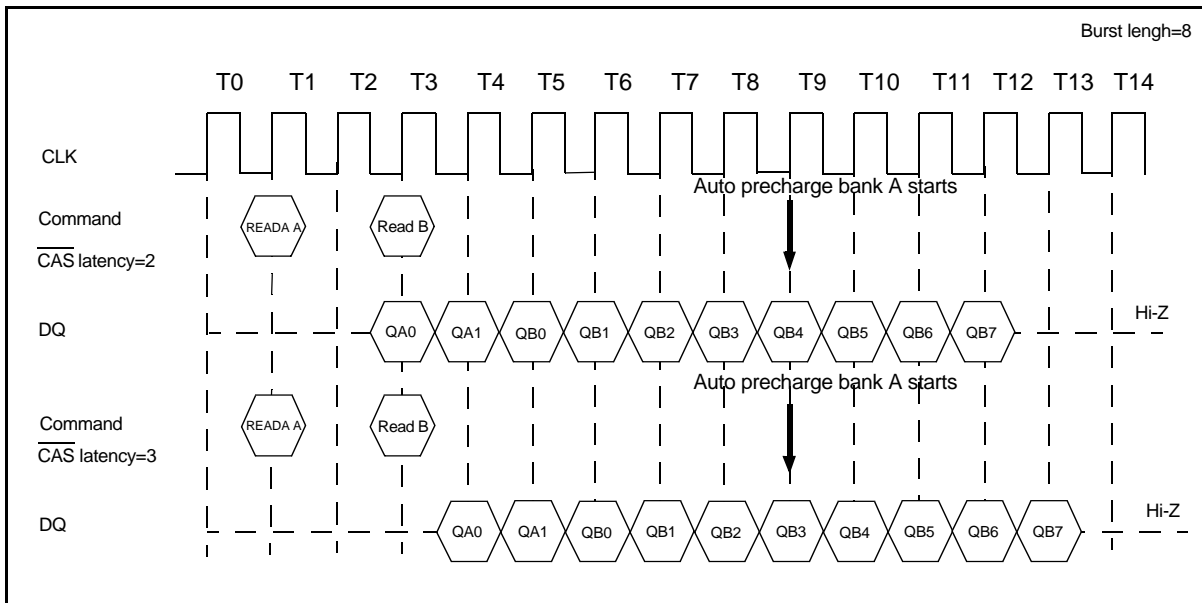 Burst lengh=8
T0 T1 T2 T3 T4 T5 T6 T7 T8 T9 T10 T11 T12 T13 T14
CLK
Auto precharge bank A starts
Command
READA A Read B
CAS latency=2
DQ
QA0 QA1 QB0 QB1 QB2 QB3 QB4 QB5 QB6 QB7
Hi-Z
Auto precharge bank A starts
Command
READA A Read B
CAS latency=3
DQ
QA0 QA1 QB0 QB1 QB2 QB3 QB4 QB5 QB6 QB7
Hi-Z